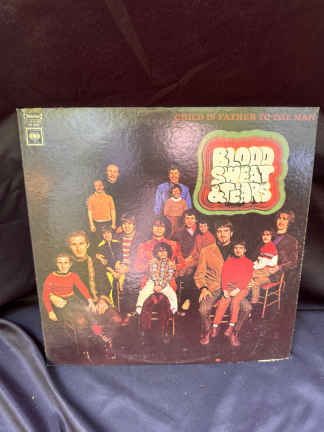 CHILD IS FATHER TO THE MAN
BLOOD
SWEAT
& TEARS